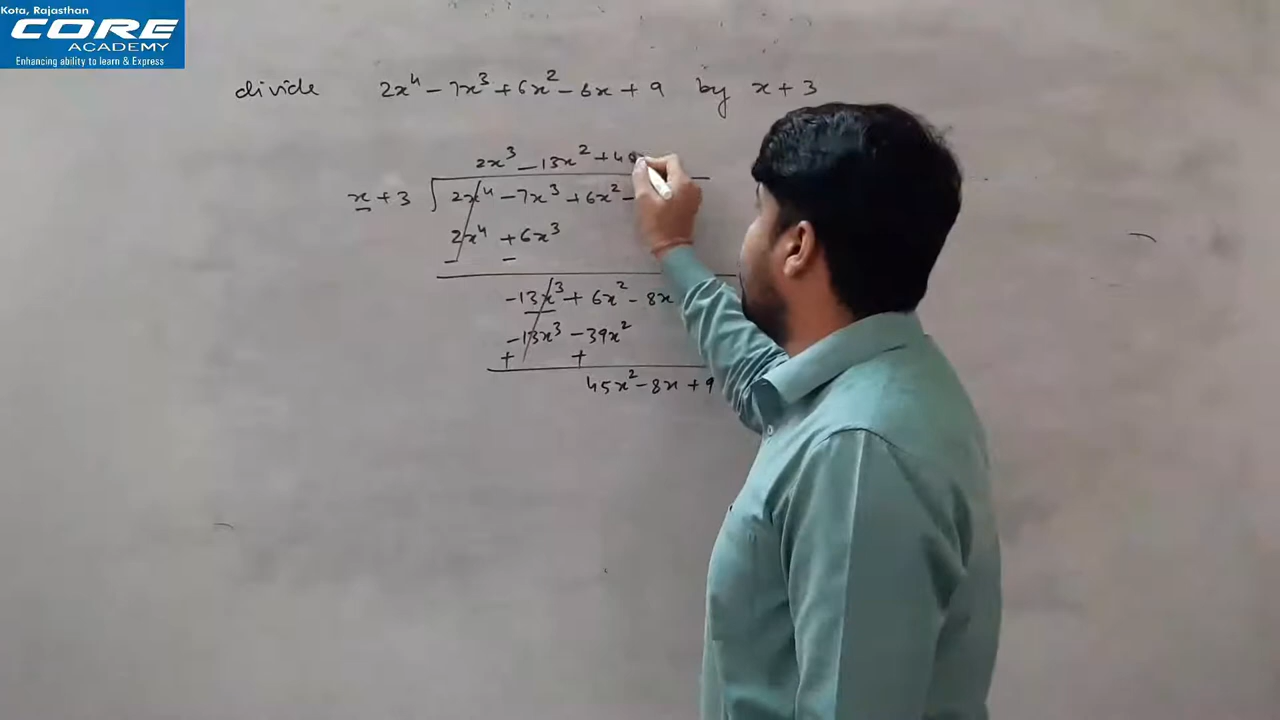 Kota, Rajasthan
CORE
ACADEMY
Enhancing ability to learn & Express
divide 2x⁴ - 7x³ + 6x² - 8x + 9 by x + 3
2x³ - 13x² + 4
x + 3 2x⁴ - 7x³ + 6x² -
2x⁴ + 6x³
- -
-13x³ + 6x² - 8x
-13x³ - 39x²
+ +
45x² - 8x + 9